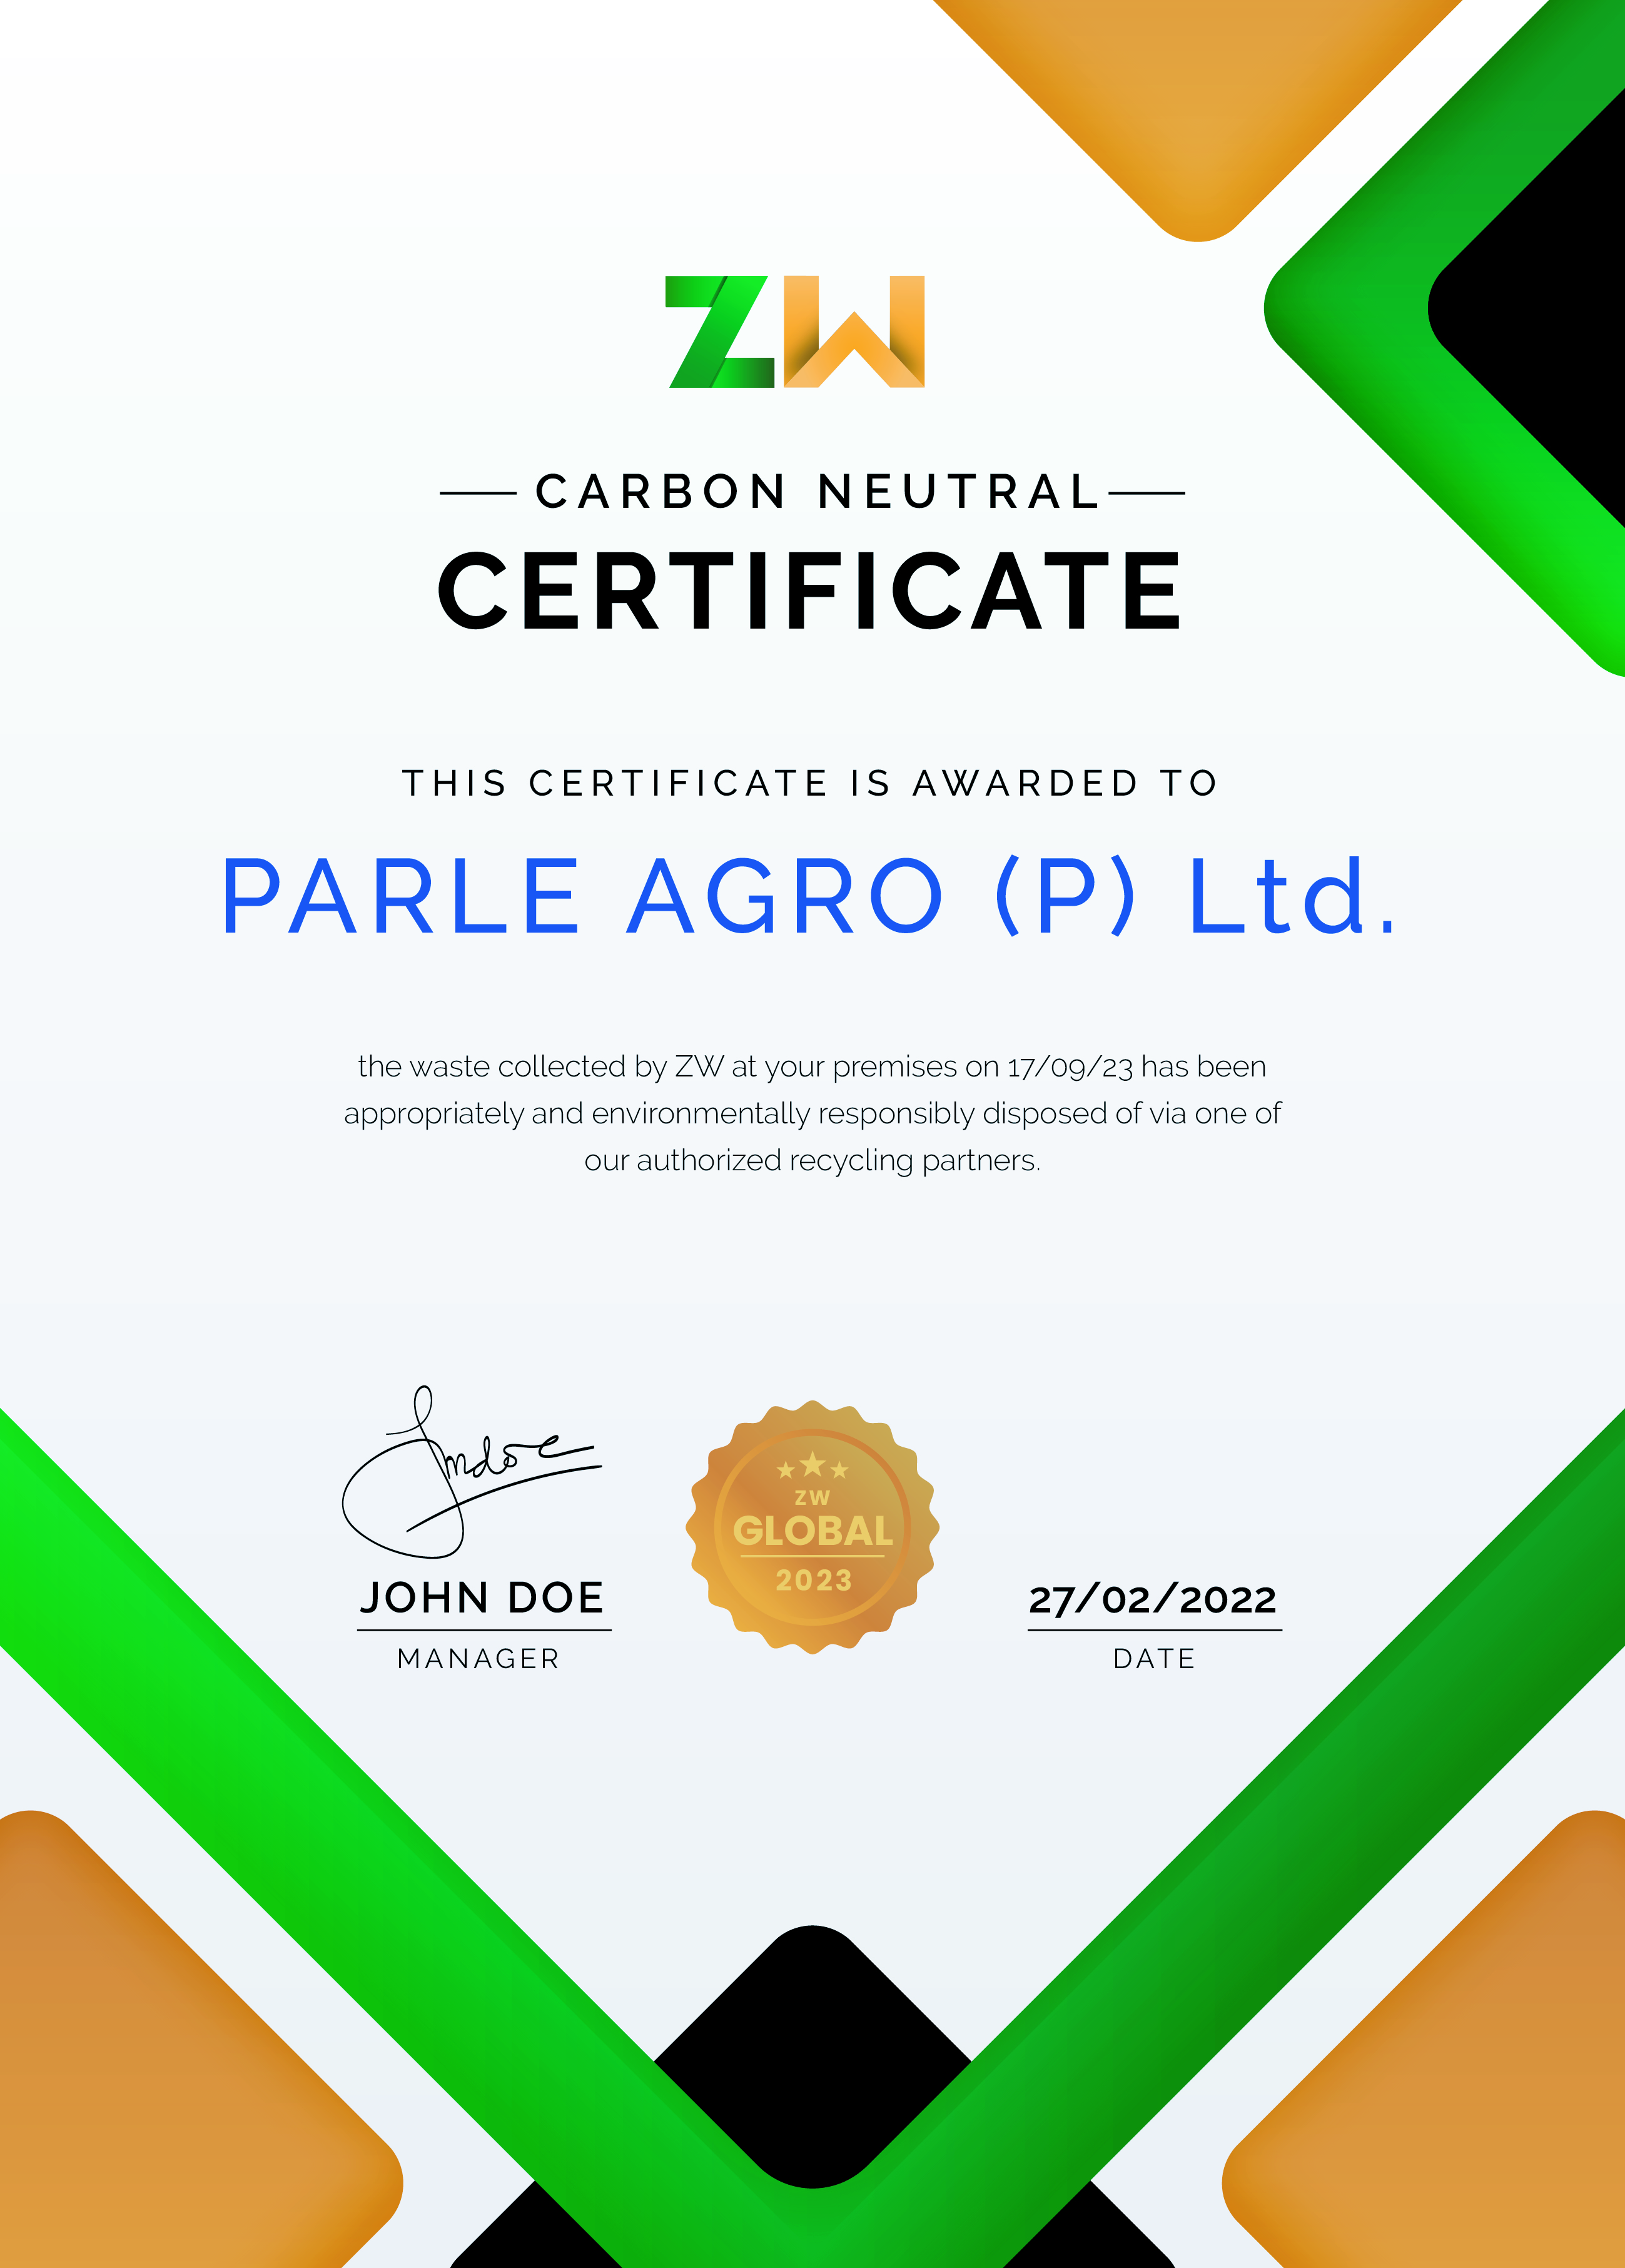 ZW
CARBON NEUTRAL
CERTIFICATE
THIS CERTIFICATE IS AWARDED TO
PARLE AGRO (P) Ltd.
the waste collected by ZW at your premises on 17/09/23 has been
appropriately and environmentally responsibly disposed of via one of
our authorized recycling partners.
Jndoe
ZW
GLOBAL
2023
JOHN DOE
MANAGER
27/02/2022
DATE